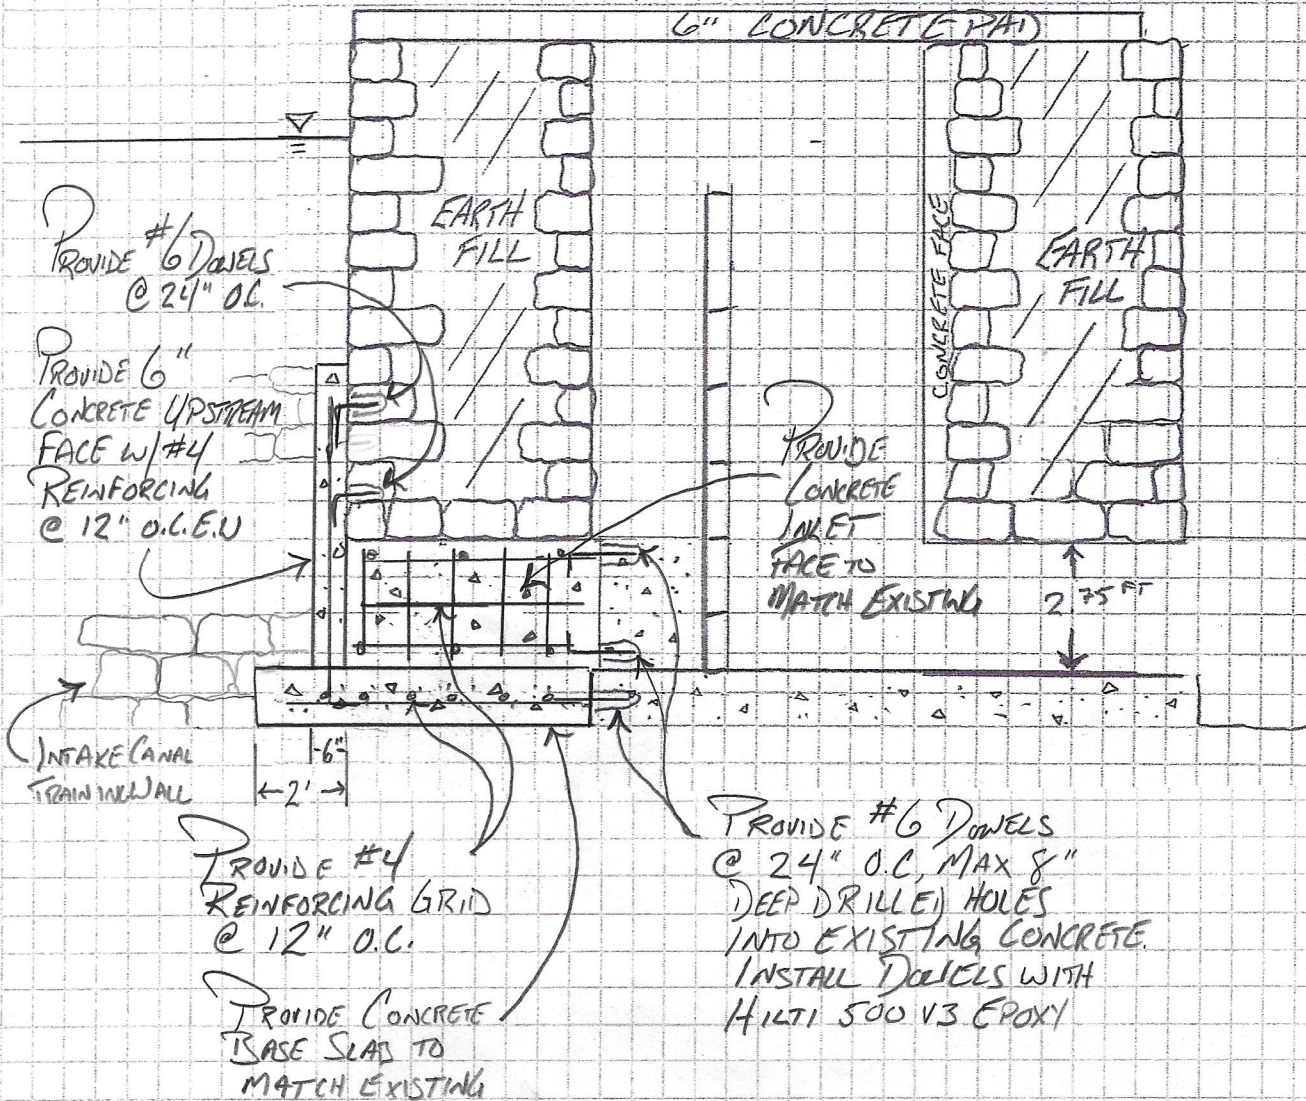 6" CONCRETE PAD
PROVIDE #6 DOWELS
@ 24" O.C.
EARTH
FILL
CONCRETE FACE
EARTH
FILL
PROVIDE 6"
CONCRETE UPSTREAM
FACE W/ #4
REINFORCING
@ 12" O.C.E.W
PROVIDE
CONCRETE
INLET
FACE TO
MATCH EXISTING
2.75 FT
INTAKE CANAL
TRAINING WALL
6"
2'
PROVIDE #4
REINFORCING GRID
@ 12" O.C.
PROVIDE CONCRETE
BASE SLAB TO
MATCH EXISTING
PROVIDE #6 DOWELS
@ 24" O.C, MAX 8"
DEEP DRILLED HOLES
INTO EXISTING CONCRETE.
INSTALL DOWELS WITH
HILTI 500 V3 EPOXY